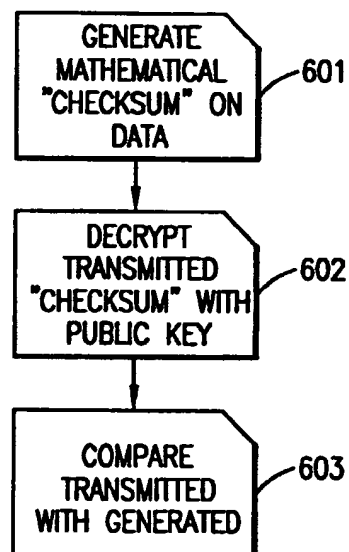 GENERATE
MATHEMATICAL
"CHECKSUM" ON
DATA
601
DECRYPT
TRANSMITTED
"CHECKSUM" WITH
PUBLIC KEY
602
COMPARE
TRANSMITTED
WITH GENERATED
603